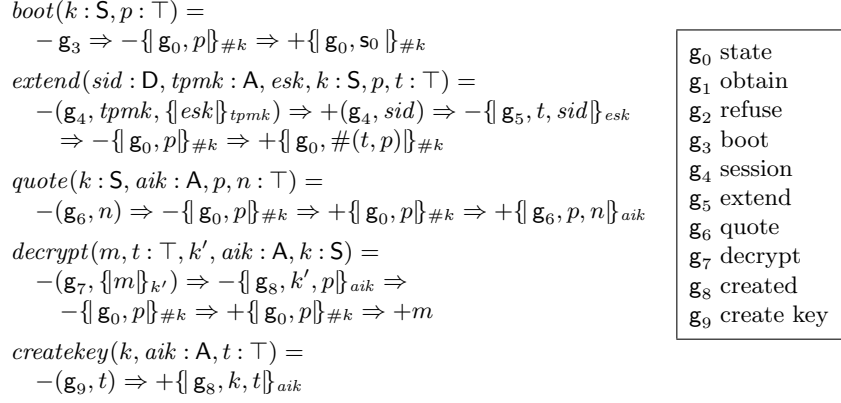 boot(k : S, p : ⊤) =
− g₃ ⇒ −{| g₀, p|}#k ⇒ +{| g₀, s₀ |}#k
extend(sid : D, tpmk : A, esk, k : S, p, t : ⊤) =
−(g₄, tpmk, {|esk|}tpmk) ⇒ +(g₄, sid) ⇒ −{| g₅, t, sid|}esk
⇒ −{| g₀, p|}#k ⇒ +{| g₀, #(t, p)|}#k
quote(k : S, aik : A, p, n : ⊤) =
−(g₆, n) ⇒ −{| g₀, p|}#k ⇒ +{| g₀, p|}#k ⇒ +{| g₆, p, n|}aik
decrypt(m, t : ⊤, k′, aik : A, k : S) =
−(g₇, {|m|}k′) ⇒ −{| g₈, k′, p|}aik ⇒
−{| g₀, p|}#k ⇒ +{| g₀, p|}#k ⇒ +m
createkey(k, aik : A, t : ⊤) =
−(g₉, t) ⇒ +{| g₈, k, t|}aik
g₀ state
g₁ obtain
g₂ refuse
g₃ boot
g₄ session
g₅ extend
g₆ quote
g₇ decrypt
g₈ created
g₉ create key